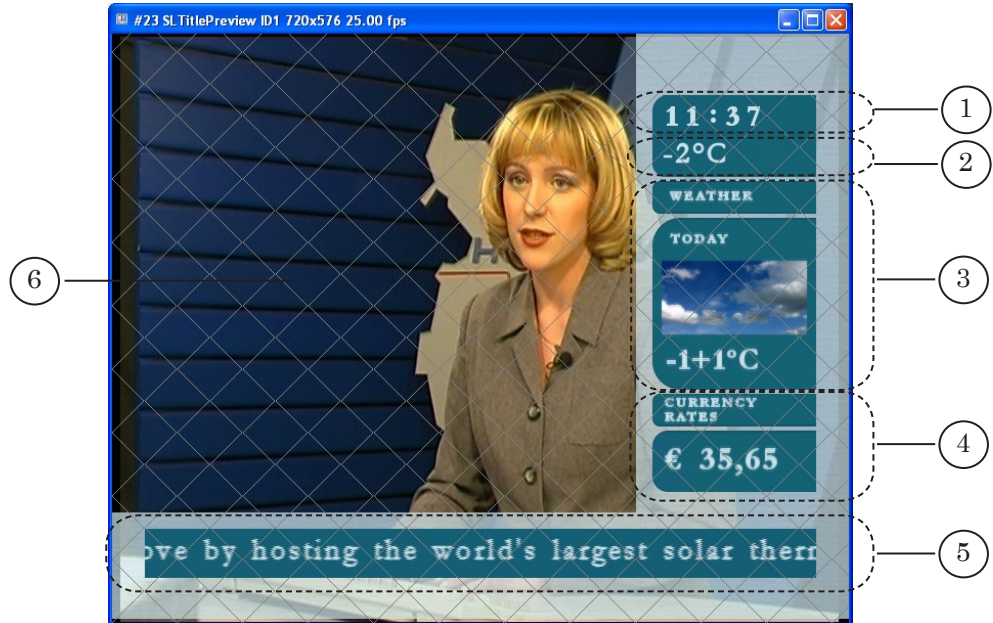 #23 SLTitlePreview ID1 720x576 25.00 fps
11:37
-2°C
WEATHER
TODAY
-1+1°C
CURRENCY
RATES
€ 35,65
ove by hosting the world's largest solar therm
H
1
2
3
4
5
6